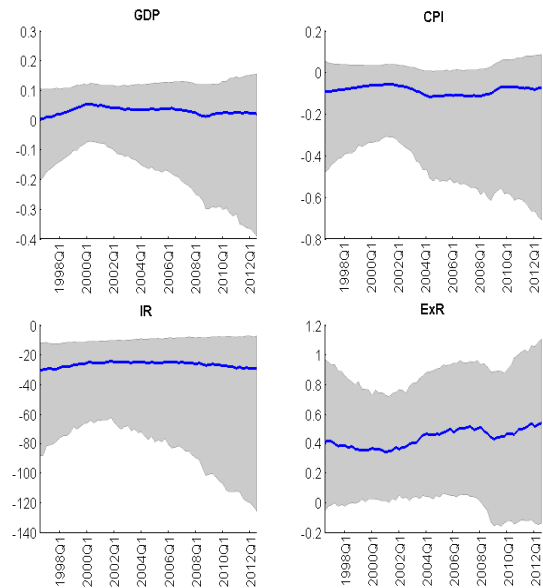 GDP
0.3
0.2
0.1
0
-0.1
-0.2
-0.3
-0.4
1998Q1
2000Q1
2002Q1
2004Q1
2006Q1
2008Q1
2010Q1
2012Q1
CPI
0.2
0
-0.2
-0.4
-0.6
-0.8
1998Q1
2000Q1
2002Q1
2004Q1
2006Q1
2008Q1
2010Q1
2012Q1
IR
0
-20
-40
-60
-80
-100
-120
-140
1998Q1
2000Q1
2002Q1
2004Q1
2006Q1
2008Q1
2010Q1
2012Q1
ExR
1.2
1
0.8
0.6
0.4
0.2
0
-0.2
1998Q1
2000Q1
2002Q1
2004Q1
2006Q1
2008Q1
2010Q1
2012Q1